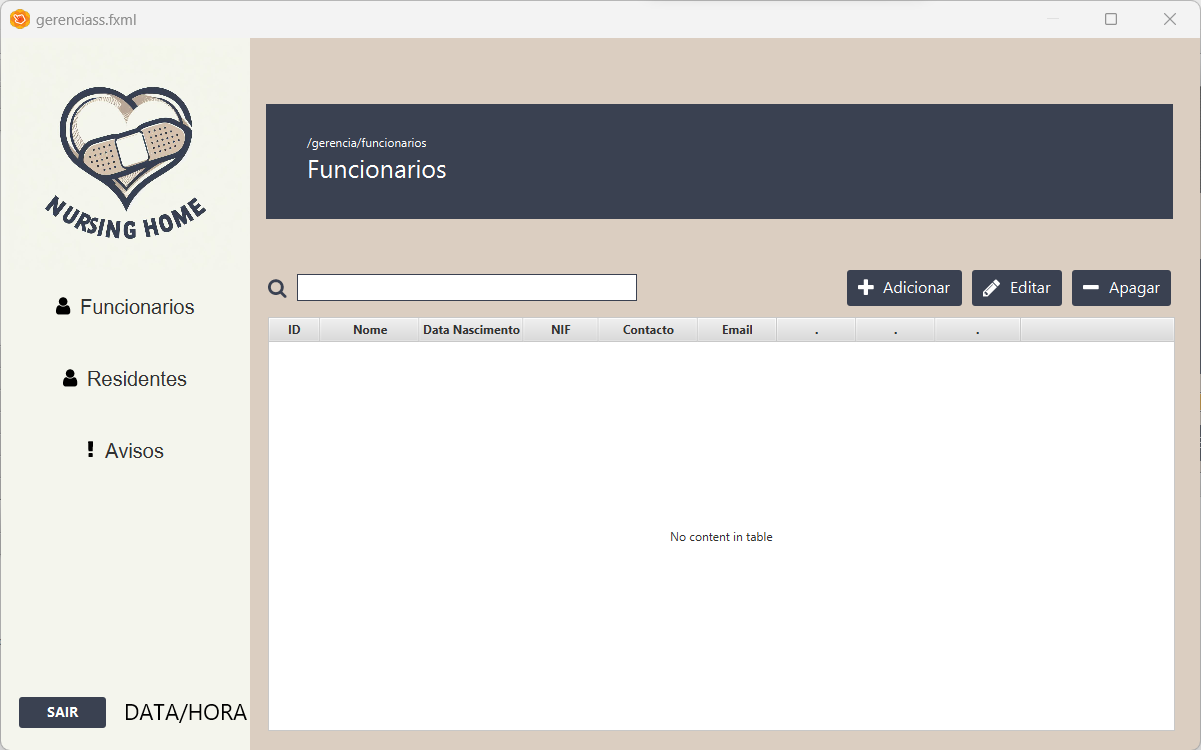 gerenciass.fxml
NURSING HOME
Funcionarios
Residentes
! Avisos
SAIR
DATA/HORA
/gerencia/funcionarios
Funcionarios
Adicionar
Editar
Apagar
ID Nome Data Nascimento NIF Contacto Email . . .
No content in table